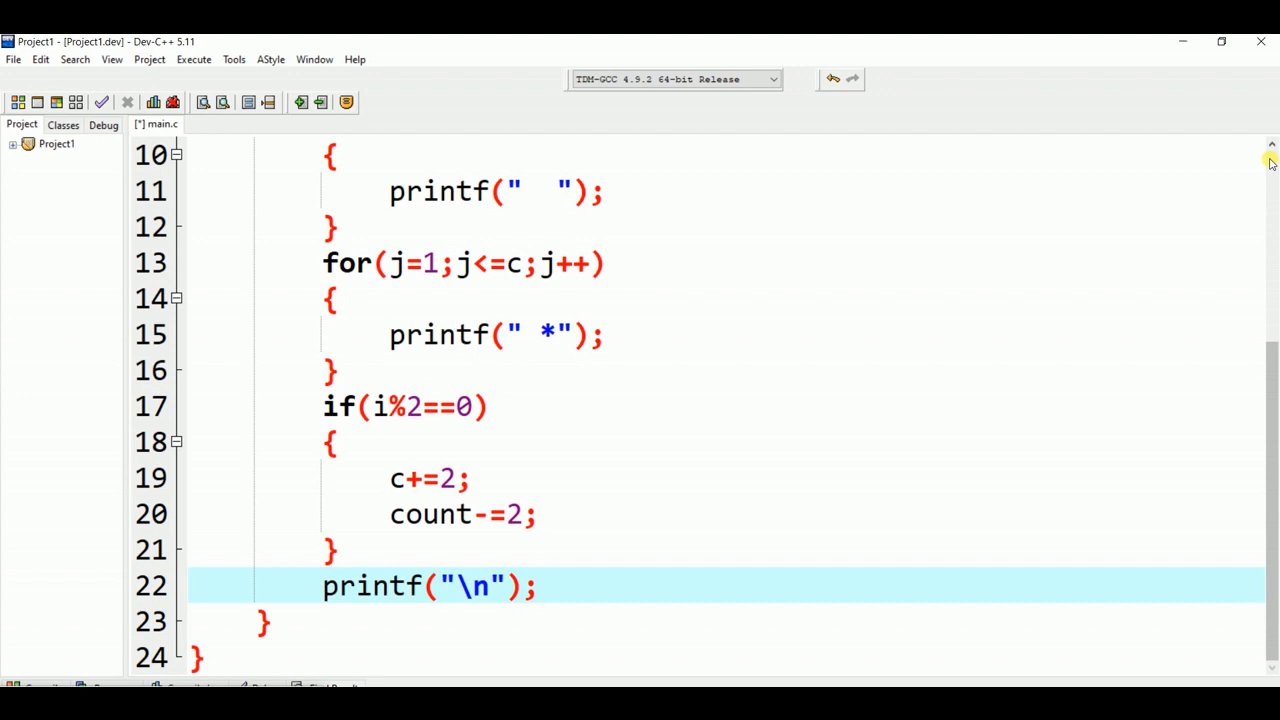 Project1 - [Project1.dev] - Dev-C++ 5.11
File Edit Search View Project Execute Tools AStyle Window Help
TDM-GCC 4.9.2 64-bit Release
Project Classes Debug [*] main.c
Project1
10 {
11 printf("  ");
12 }
13 for(j=1;j<=c;j++)
14 {
15 printf(" *");
16 }
17 if(i%2==0)
18 {
19 c+=2;
20 count-=2;
21 }
22 printf("\n");
23 }
24 }